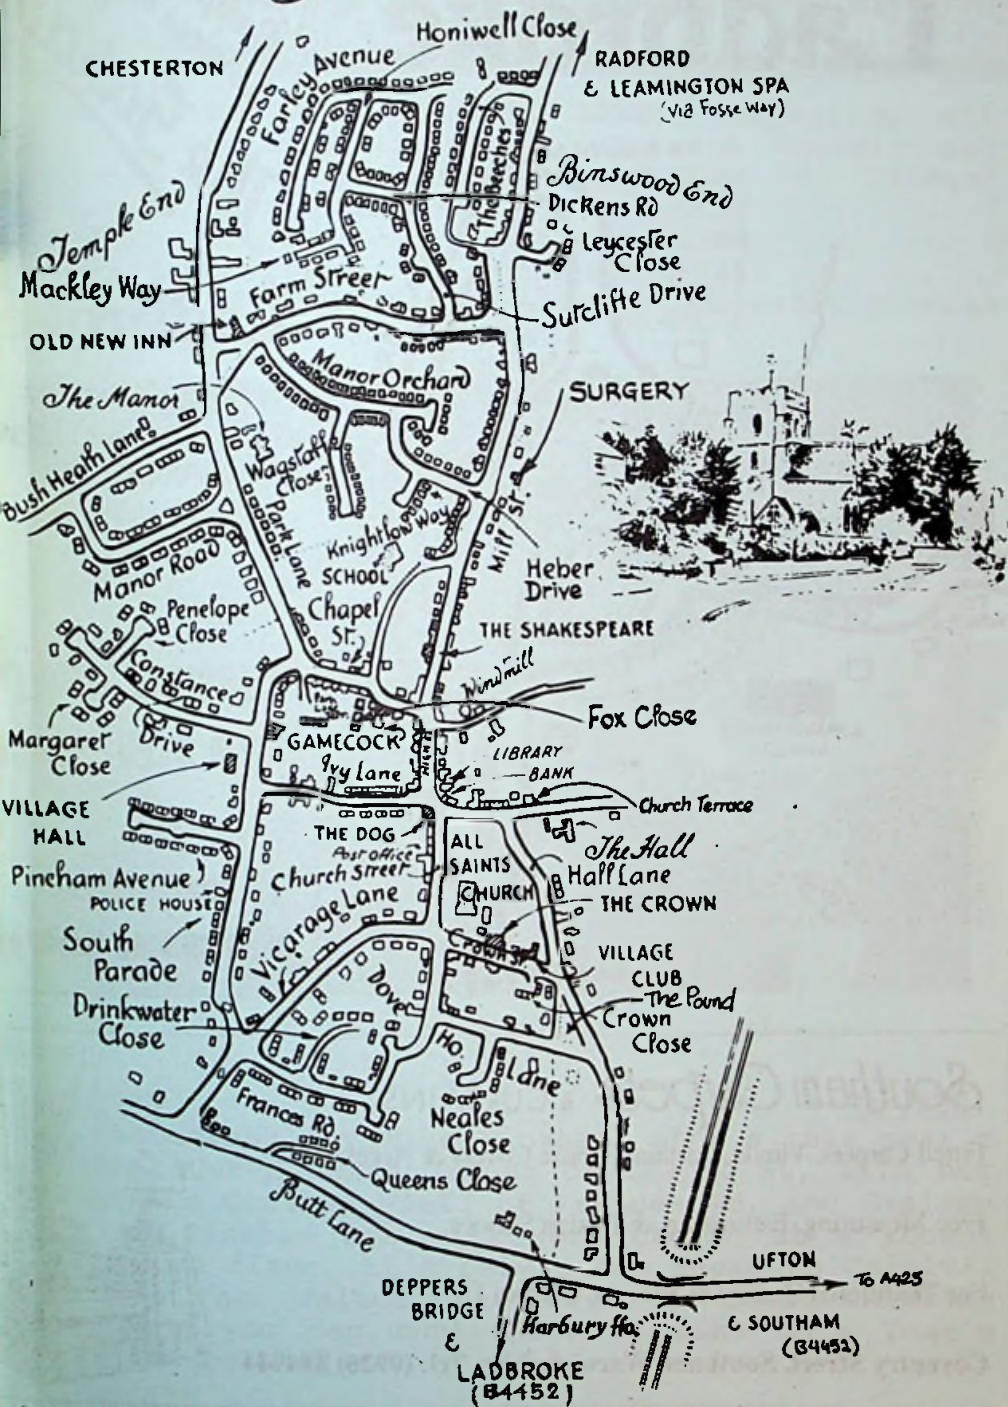 Honiwell Close
CHESTERTON
Farley Avenue
RADFORD
& LEAMINGTON SPA
(via Fosse Way)
Binswood End
The Beeches
Dickens Rd
Temple End
Leycester
Close
Mackley Way
Farm Street
Sutcliffe Drive
OLD NEW INN
Manor Orchard
The Manor
SURGERY
Bush Heath Lane
Wagstaff
Close
Park Lane
Knightlow Way
Mill St.
Manor Road
SCHOOL
Heber
Drive
Penelope
Close
Chapel
St.
THE SHAKESPEARE
Constance
Drive
Windmill
Fox Close
Margaret
Close
GAMECOCK
HIGH
Ivy Lane
LIBRARY
BANK
VILLAGE
HALL
Church Terrace
THE DOG
Post office
ALL
SAINTS
CHURCH
The Hall
Pincham Avenue
Church Street
Hall Lane
POLICE HOUSE
Vicarage Lane
THE CROWN
South
Parade
Crown St.
VILLAGE
CLUB
Dovel
The Pound
Drinkwater
Close
Crown
Close
Ho.
Lane
Frances Rd
Neales
Close
Queens Close
Butt Lane
UFTON
To A425
DEPPERS
BRIDGE
&
LADBROKE
(B4452)
Harbury Ho.
& SOUTHAM
(B4452)